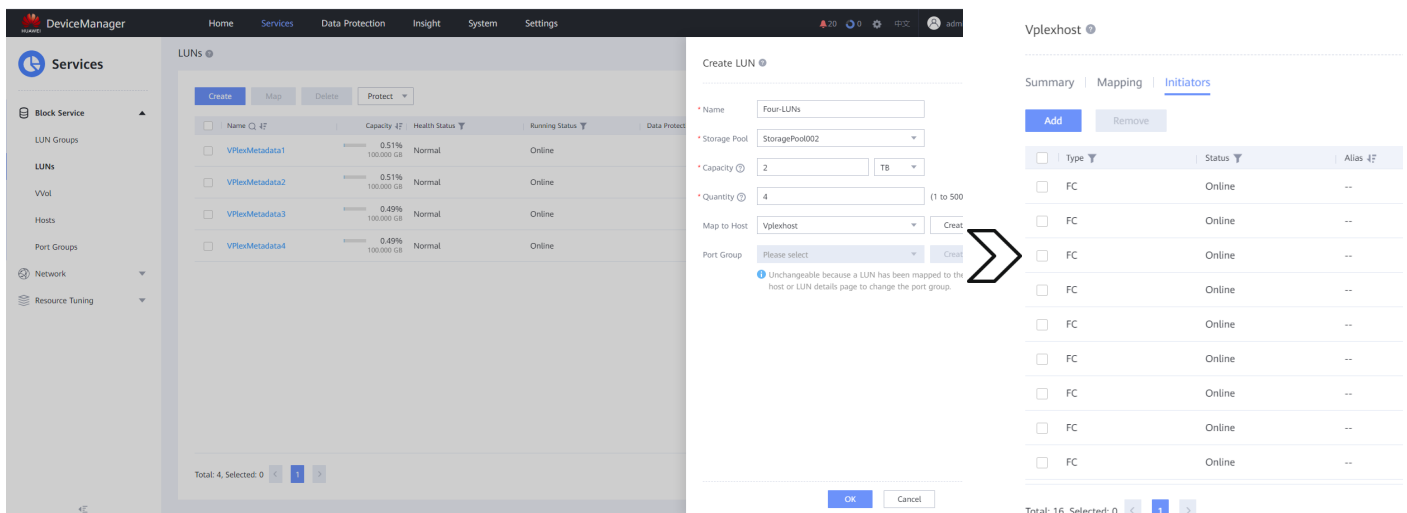 HUAWEI
DeviceManager
Home Services Data Protection Insight System Settings
20 0 中文
Services
Block Service
LUN Groups
LUNs
VVol
Hosts
Port Groups
Network
Resource Tuning
LUNs
Create Map Delete Protect
Name Capacity Health Status Running Status Data Protect
VPlexMetadata1 0.51% Normal Online
100.000 GB
VPlexMetadata2 0.51% Normal Online
100.000 GB
VPlexMetadata3 0.49% Normal Online
100.000 GB
VPlexMetadata4 0.49% Normal Online
100.000 GB
Total: 4, Selected: 0 < 1 >
Create LUN
* Name Four-LUNs
* Storage Pool StoragePool002
* Capacity 2 TB
* Quantity 4 (1 to 500
Map to Host Vplexhost Creat
Port Group Please select Creat
Unchangeable because a LUN has been mapped to the
host or LUN details page to change the port group.
OK Cancel
Vplexhost
Summary Mapping Initiators
Add Remove
Type Status Alias
FC Online --
FC Online --
FC Online --
FC Online --
FC Online --
FC Online --
FC Online --
FC Online --
FC Online --
Total: 16, Selected: 0 < 1 >